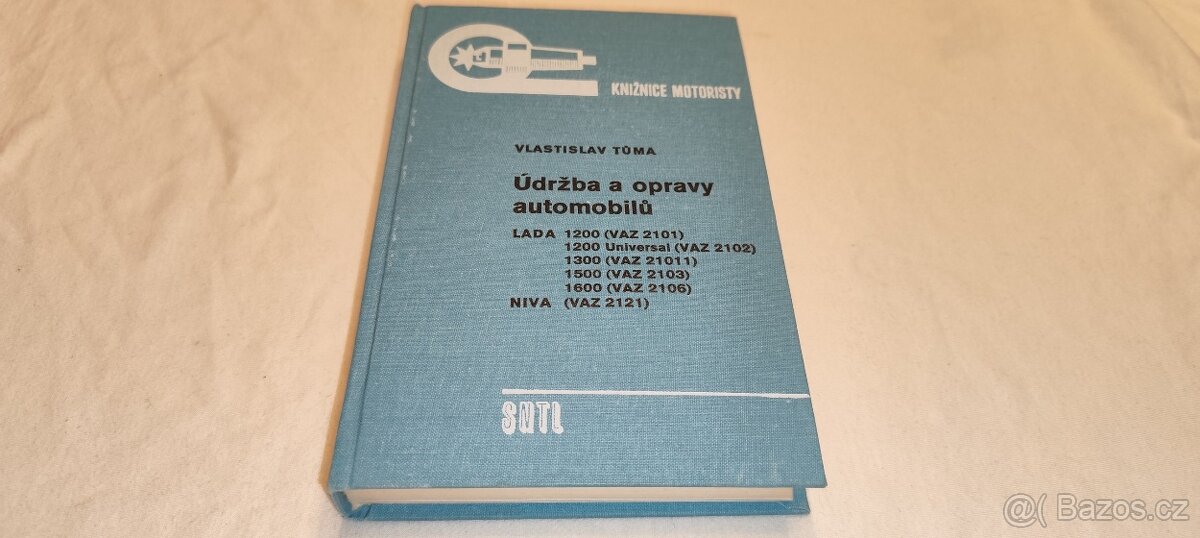 KNIŽNICE MOTORISTY
VLASTISLAV TŮMA
Údržba a opravy
automobilů
LADA 1200 (VAZ 2101)
1200 Universal (VAZ 2102)
1300 (VAZ 21011)
1500 (VAZ 2103)
1600 (VAZ 2106)
NIVA (VAZ 2121)
SNTL
@( Bazos.cz